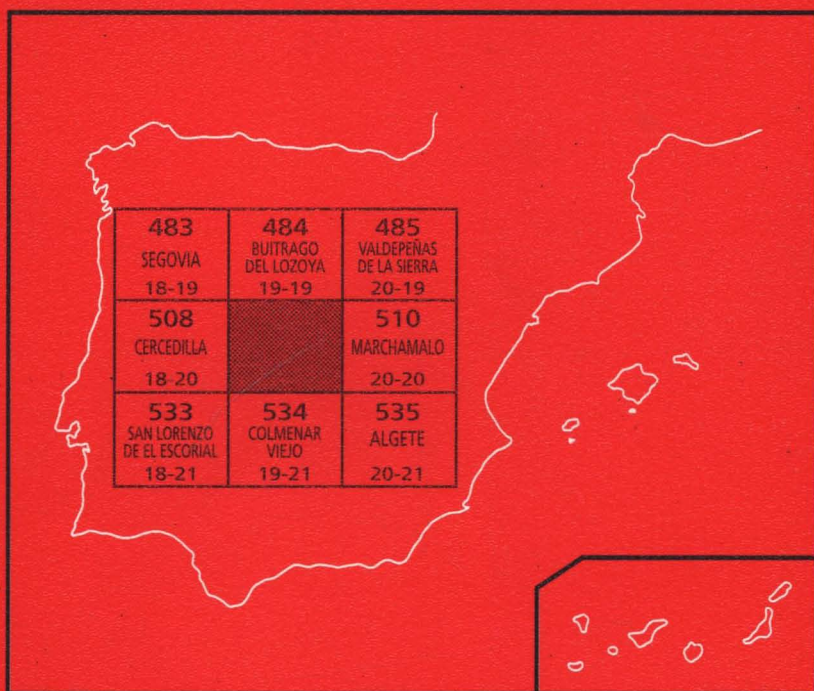 483
SEGOVIA
18-19
484
BUITRAGO
DEL LOZOYA
19-19
485
VALDEPEÑAS
DE LA SIERRA
20-19
508
CERCEDILLA
18-20
510
MARCHAMALO
20-20
533
SAN LORENZO
DE EL ESCORIAL
18-21
534
COLMENAR
VIEJO
19-21
535
ALGETE
20-21